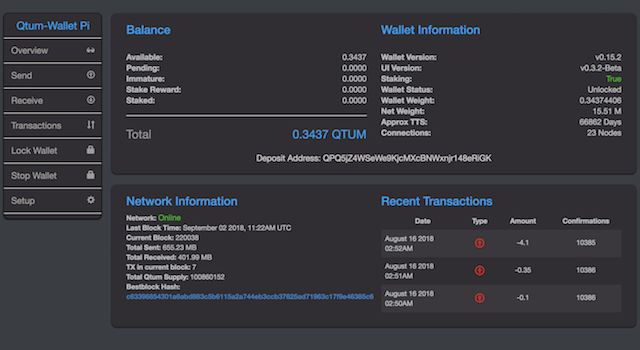 Qtum-Wallet Pi
Overview
Send
Receive
Transactions
Lock Wallet
Stop Wallet
Setup
Balance
Available: 0.3437
Pending: 0.0000
Immature: 0.0000
Stake Reward: 0.0000
Staked: 0.0000
Total 0.3437 QTUM
Wallet Information
Wallet Version: v0.15.2
UI Version: v0.3.2-Beta
Staking: True
Wallet Status: Unlocked
Wallet Weight: 0.34374406
Net Weight: 15.51 M
Approx TTS: 66862 Days
Connections: 23 Nodes
Deposit Address: QPQ5jZ4WSeWe9KjcMXcBNWxnjr148eRiGK
Network Information
Network: Online
Last Block Time: September 02 2018, 11:22AM UTC
Current Block: 220038
Total Sent: 655.23 MB
Total Received: 401.99 MB
TX in current block: 7
Total Qtum Supply: 100860152
Bestblock Hash:
Recent Transactions
Date Type Amount Confirmations
August 16 2018
02:52AM -4.1 10385
August 16 2018
02:51AM -0.35 10386
August 16 2018
02:50AM -0.1 10386